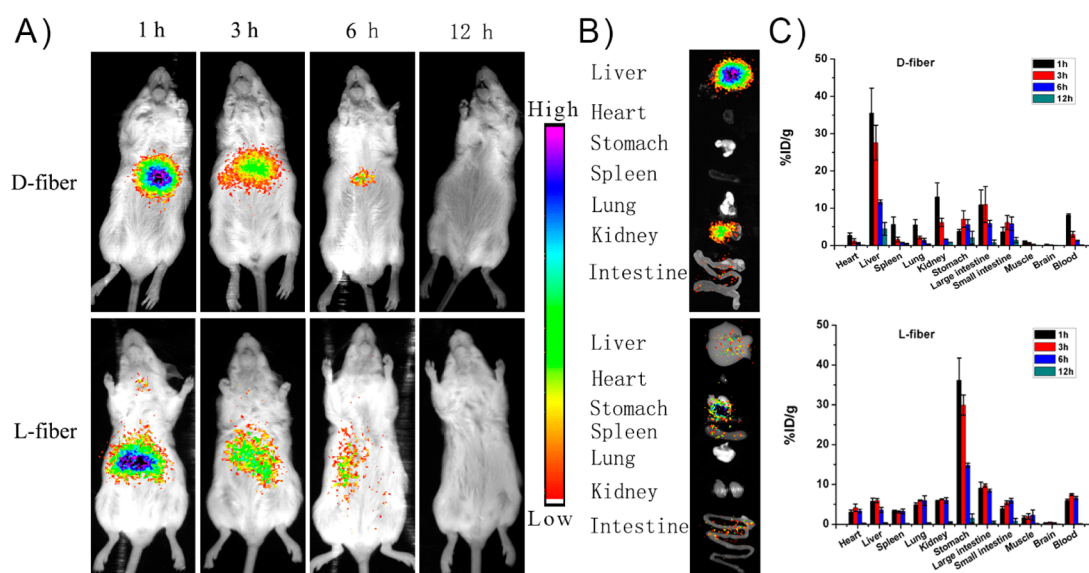 A)
1 h
3 h
6 h
12 h
D-fiber
L-fiber
High
Low
B)
Liver
Heart
Stomach
Spleen
Lung
Kidney
Intestine
Liver
Heart
Stomach
Spleen
Lung
Kidney
Intestine
C)
D-fiber
1h
3h
6h
12h
%ID/g
50
40
30
20
10
0
Heart
Liver
Spleen
Lung
Kidney
Stomach
Large intestine
Small intestine
Muscle
Brain
Blood
L-fiber
1h
3h
6h
12h
%ID/g
50
40
30
20
10
0
Heart
Liver
Spleen
Lung
Kidney
Stomach
Large intestine
Small intestine
Muscle
Brain
Blood